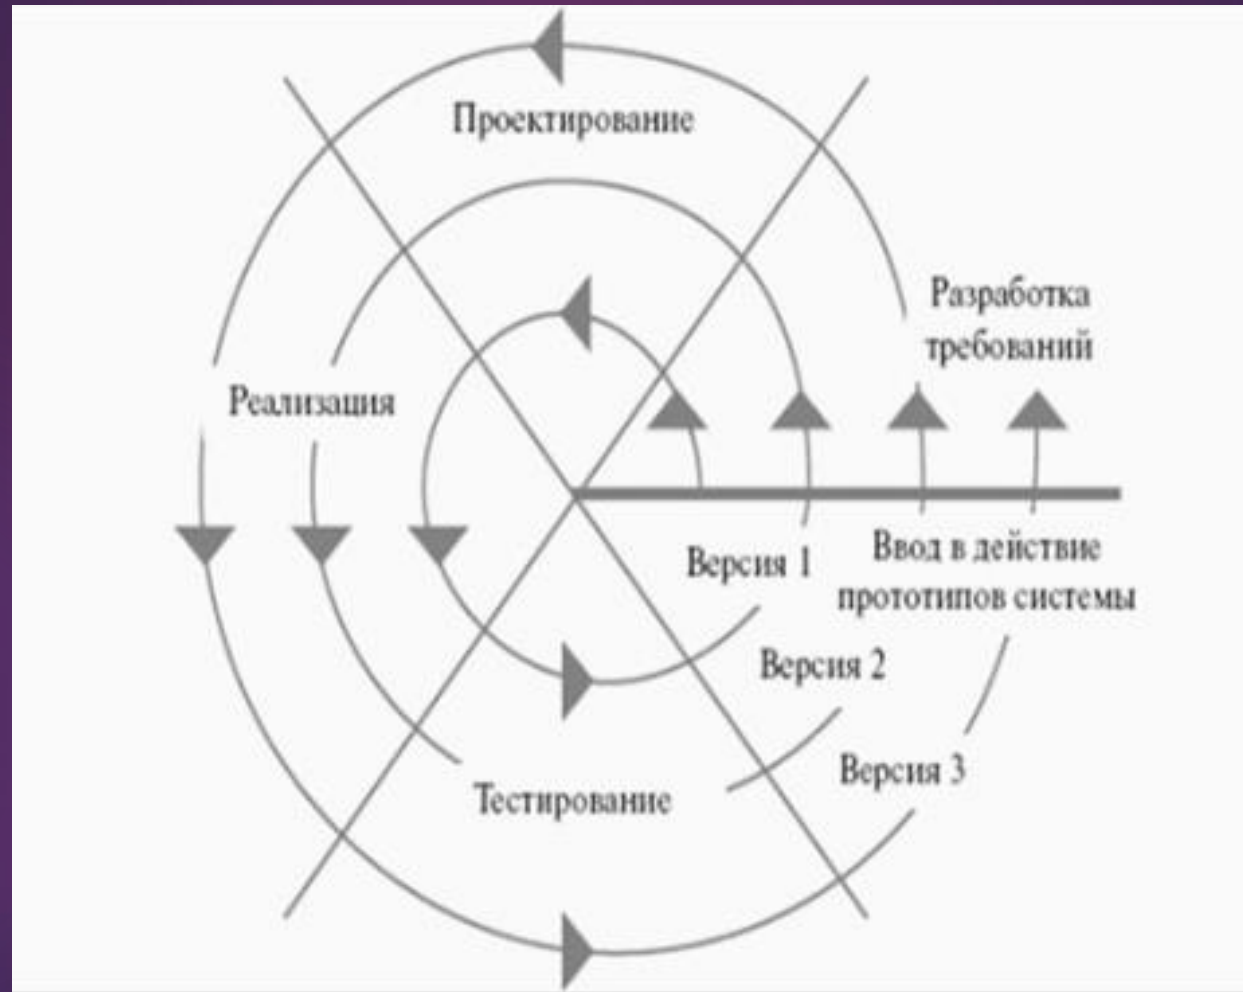 Проектирование
Разработка
требований
Реализация
Версия 1
Ввод в действие
прототипов системы
Версия 2
Версия 3
Тестирование